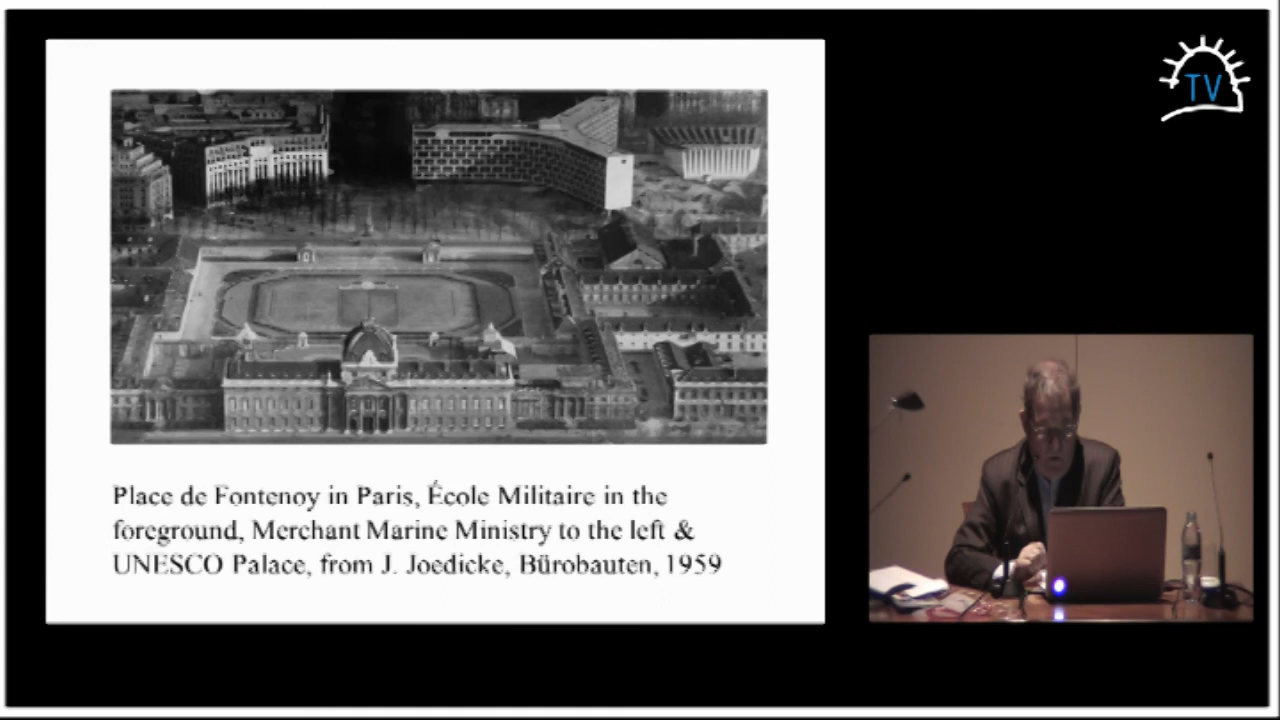 TV
Place de Fontenoy in Paris, École Militaire in the
foreground, Merchant Marine Ministry to the left &
UNESCO Palace, from J. Joedicke, Bürobauten, 1959